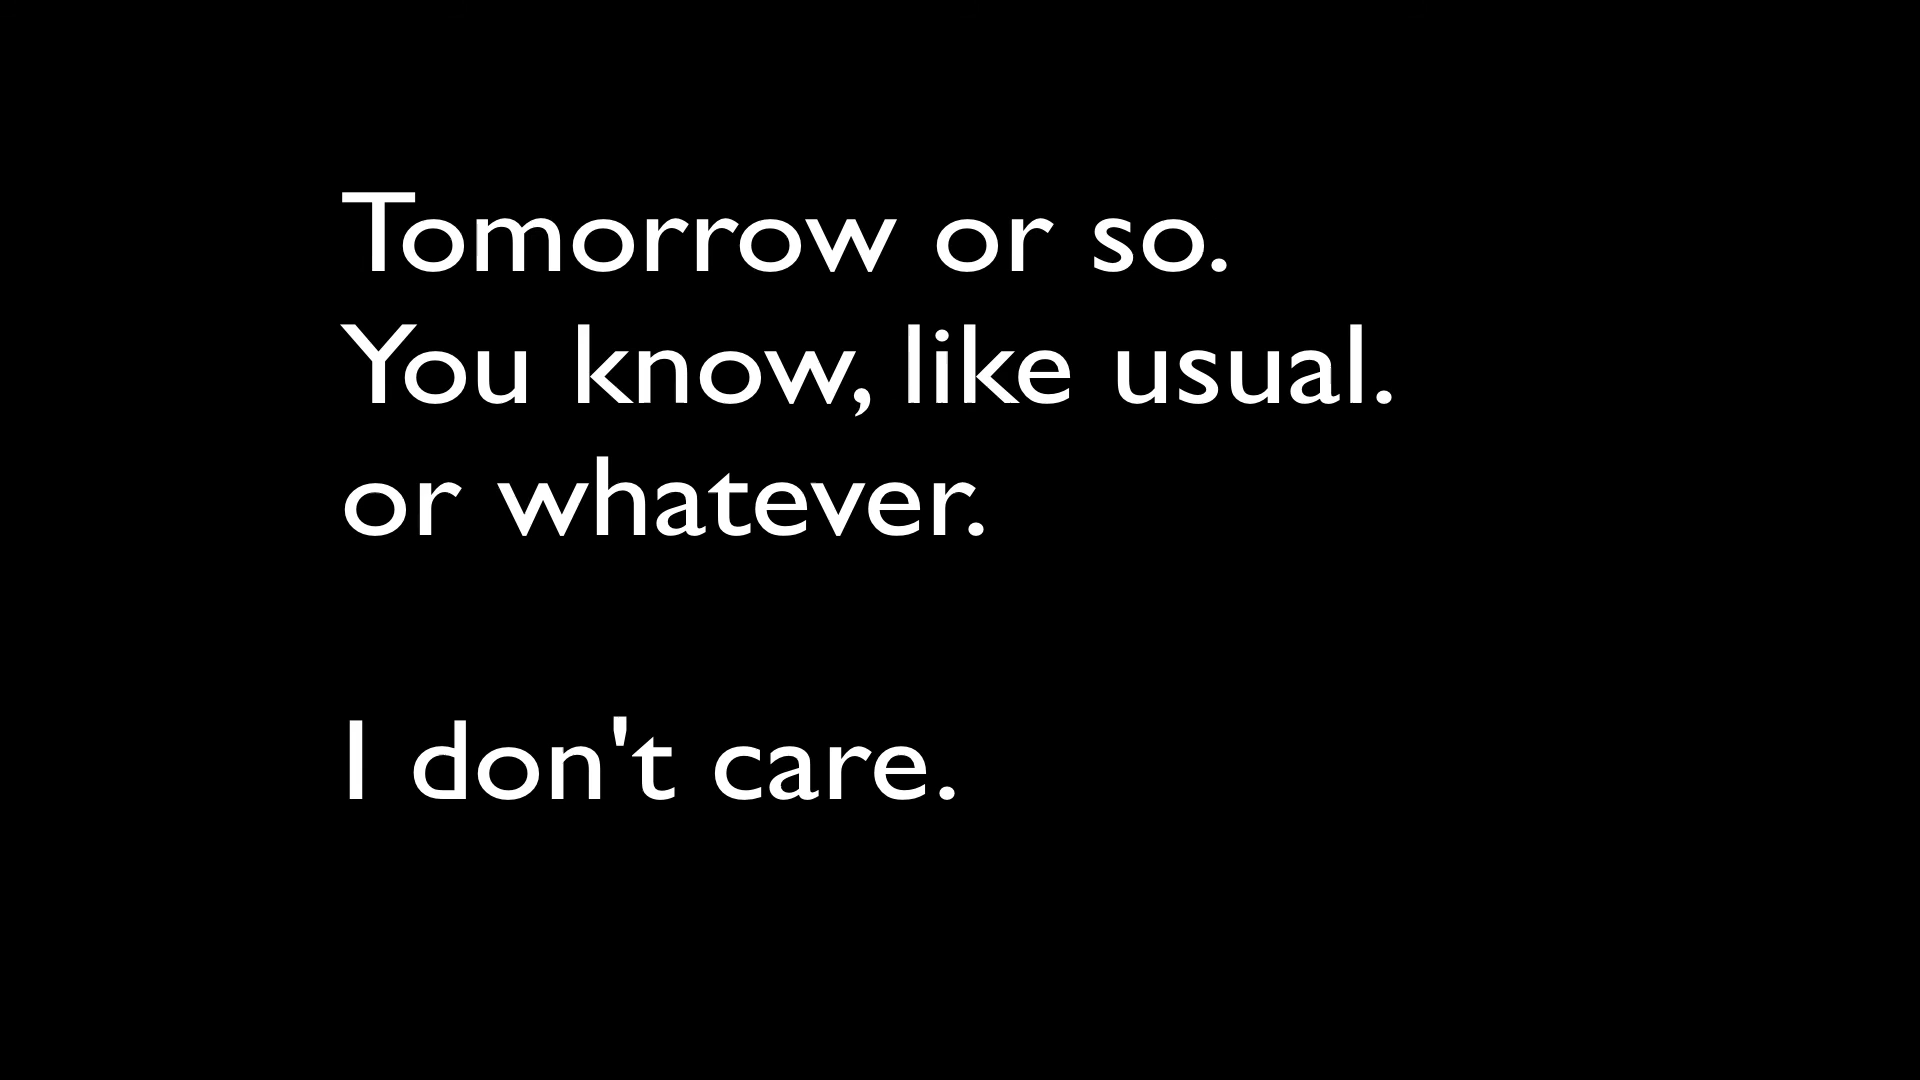 Tomorrow or so.
You know, like usual.
or whatever.
I don't care.